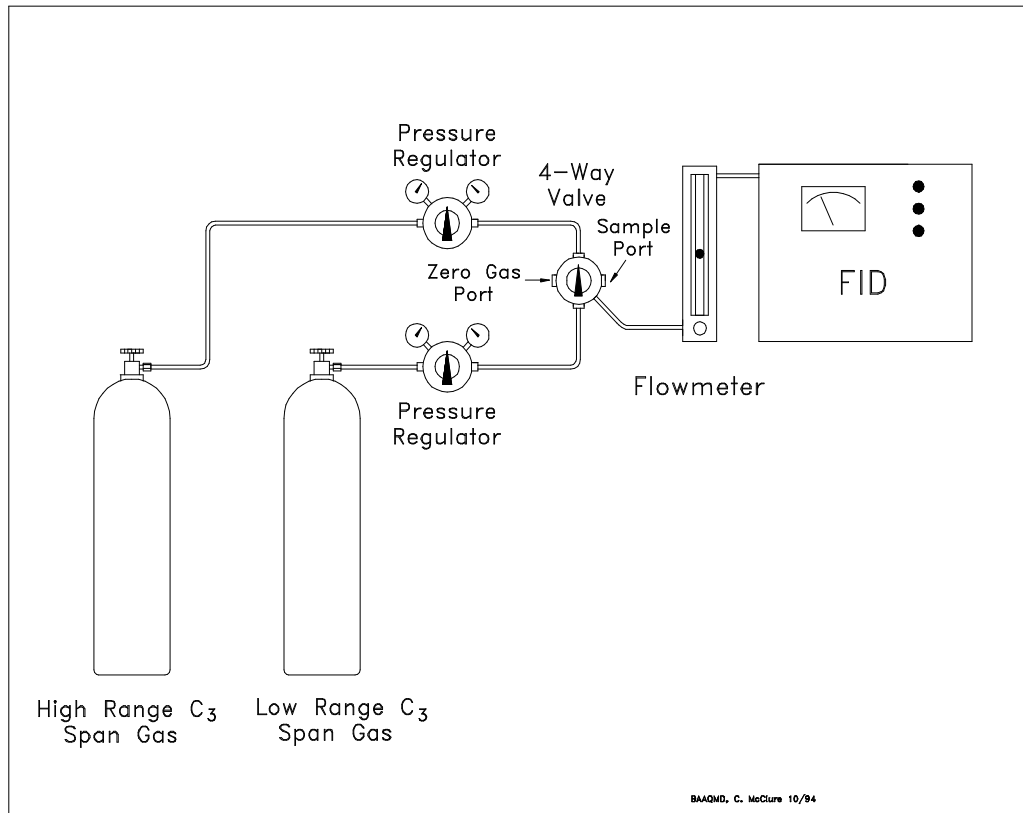 Pressure
Regulator
4-Way
Valve
Sample
Port
Zero Gas
Port
FID
Flowmeter
Pressure
Regulator
High Range C₃
Span Gas
Low Range C₃
Span Gas
BAAQMD, C. McClure 10/94